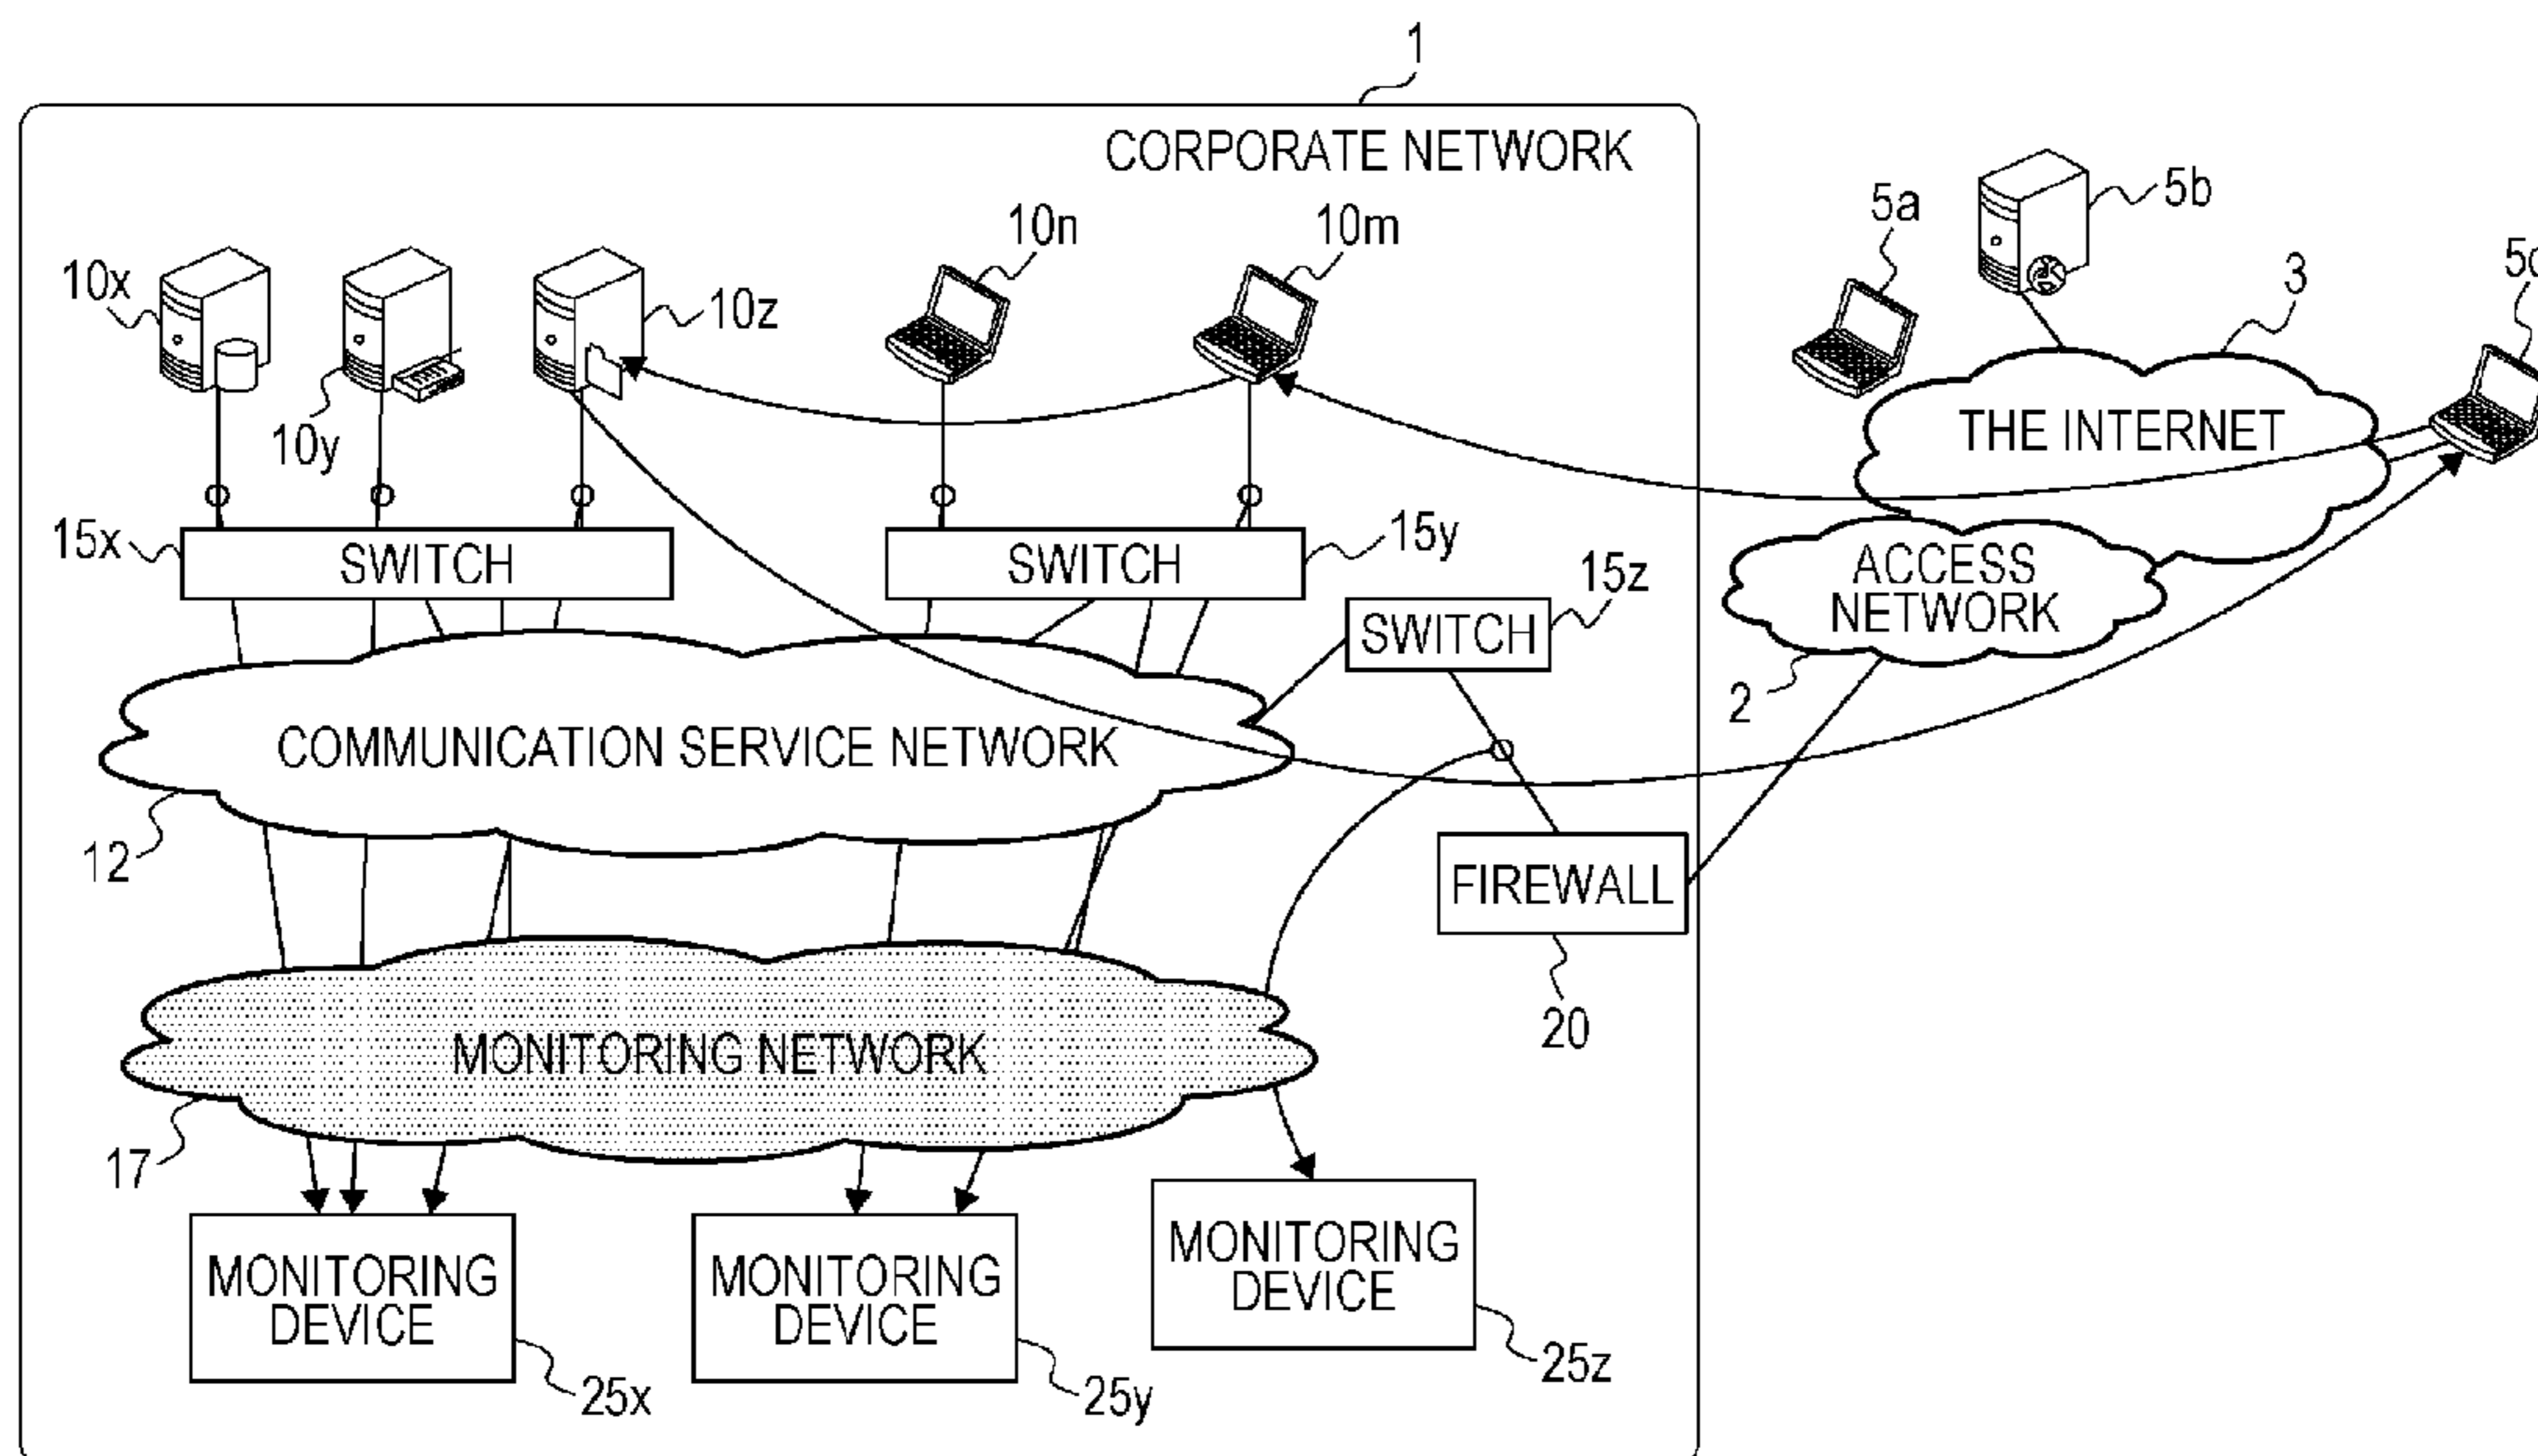 1
CORPORATE NETWORK
5a
5b
10n
10m
10x
10z
3
10y
THE INTERNET
15x
SWITCH
SWITCH
15y
15z
ACCESS
NETWORK
SWITCH
2
COMMUNICATION SERVICE NETWORK
12
FIREWALL
20
MONITORING NETWORK
17
MONITORING
DEVICE
25x
MONITORING
DEVICE
25y
MONITORING
DEVICE
25z